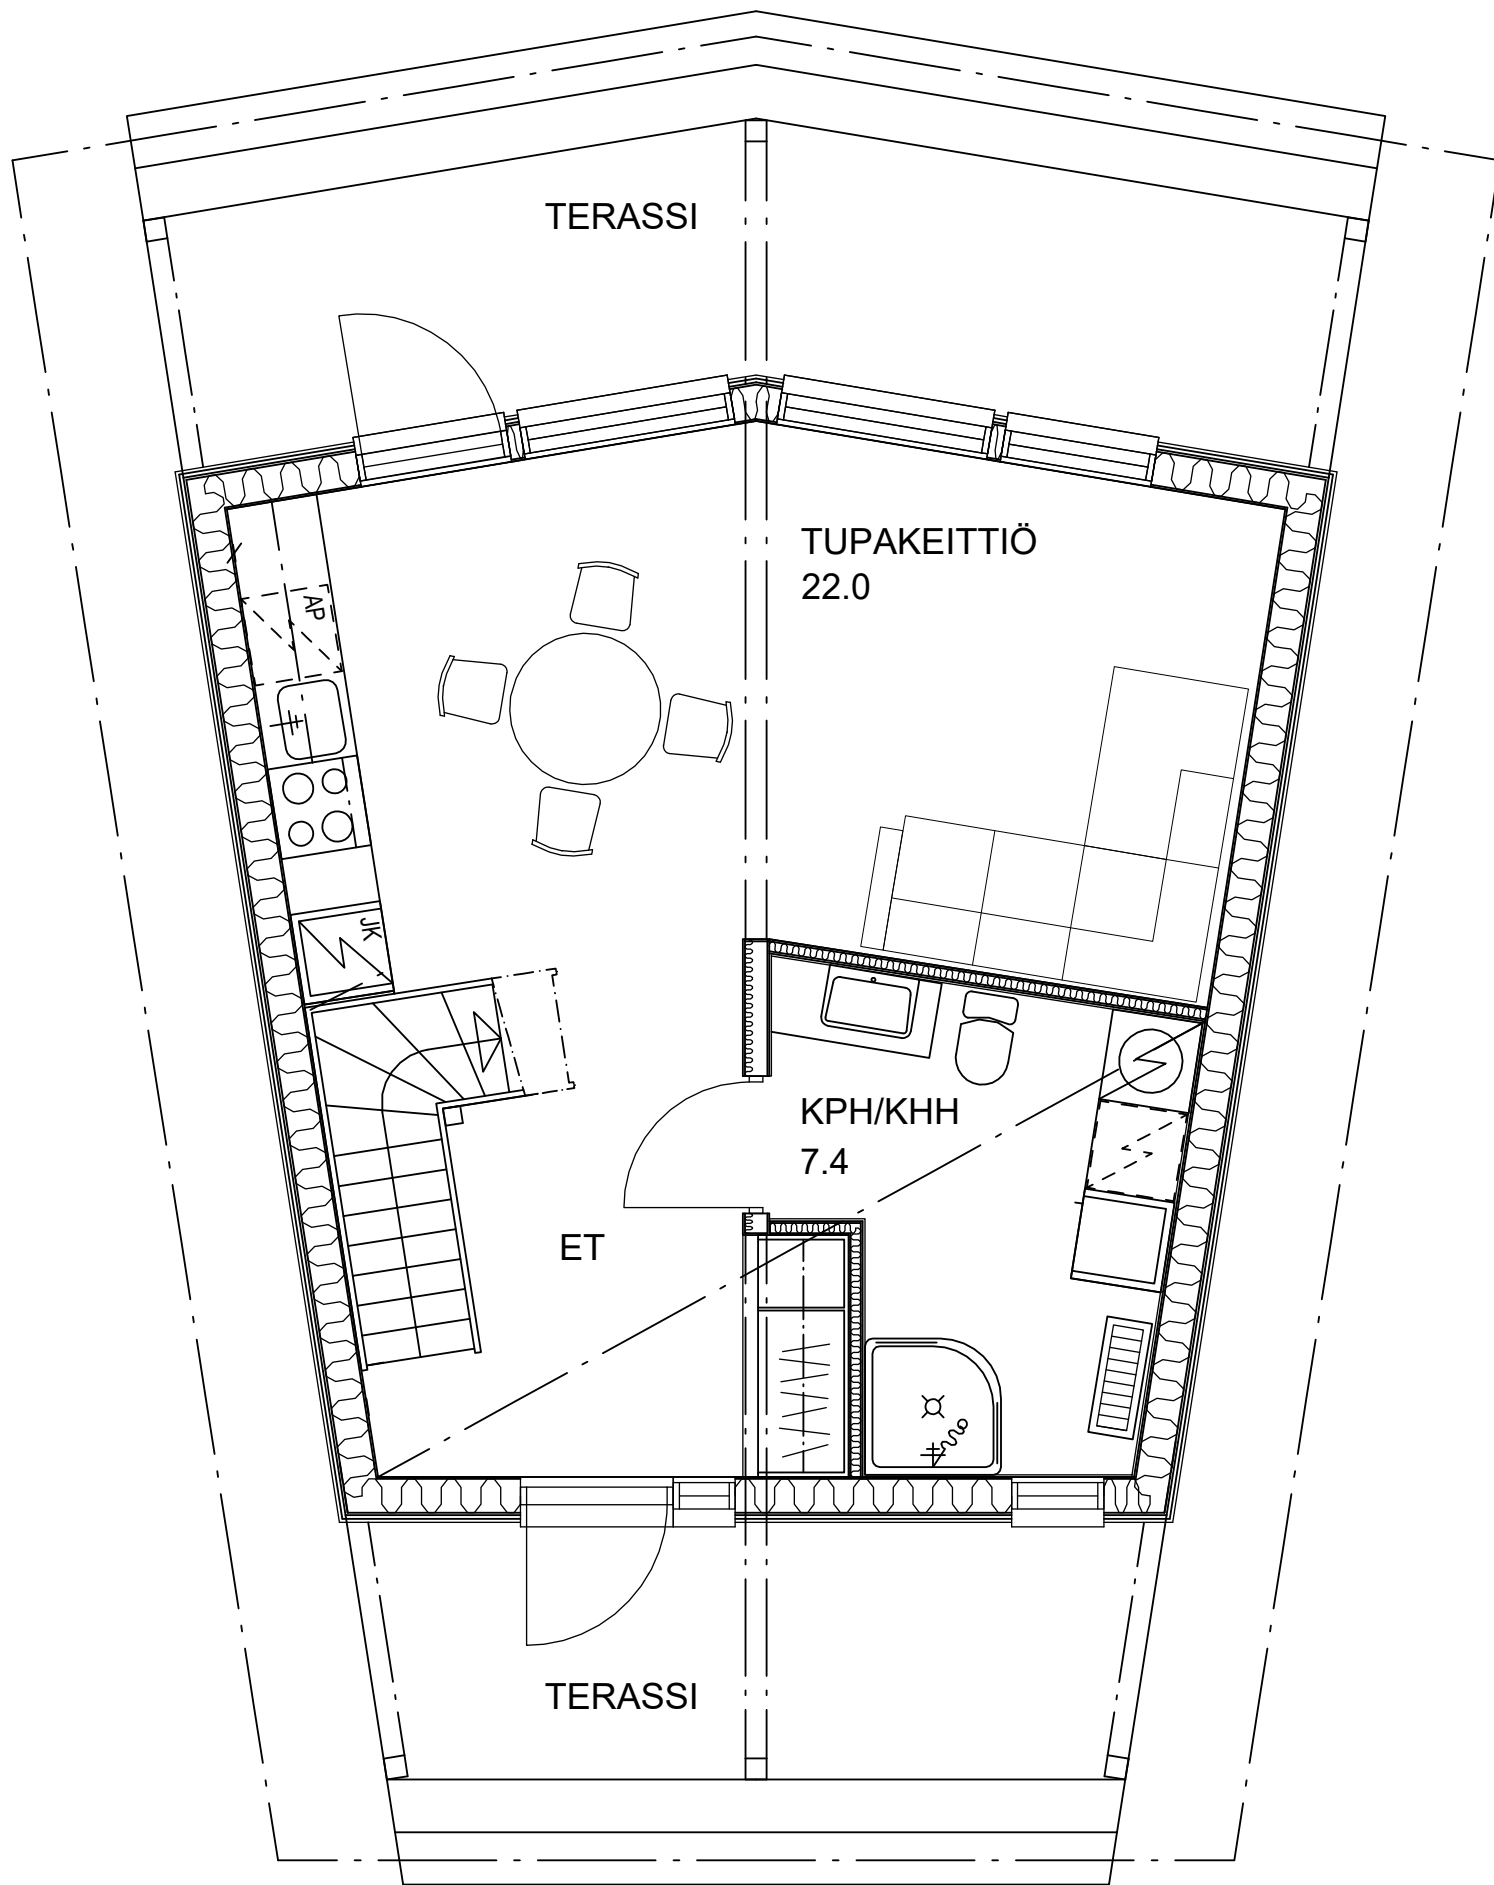 TERASSI
TUPAKEITTIÖ
22.0
AP
JK
KPH/KHH
7.4
ET
TERASSI